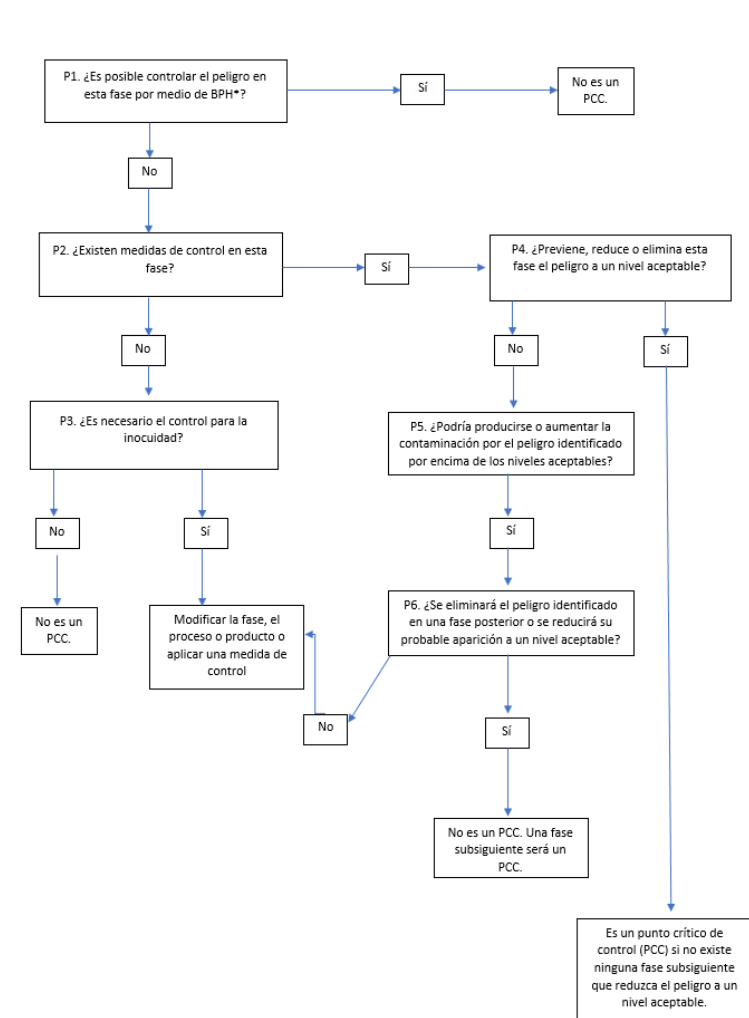 P1. ¿Es posible controlar el peligro en
esta fase por medio de BPH*?
Sí
No es un
PCC.
No
P2. ¿Existen medidas de control en esta
fase?
Sí
P4. ¿Previene, reduce o elimina esta
fase el peligro a un nivel aceptable?
No
No
Sí
P3. ¿Es necesario el control para la
inocuidad?
P5. ¿Podría producirse o aumentar la
contaminación por el peligro identificado
por encima de los niveles aceptables?
No
Sí
Sí
No es un
PCC.
Modificar la fase, el
proceso o producto o
aplicar una medida de
control
P6. ¿Se eliminará el peligro identificado
en una fase posterior o se reducirá su
probable aparición a un nivel aceptable?
No
Sí
No es un PCC. Una fase
subsiguiente será un
PCC.
Es un punto crítico de
control (PCC) si no existe
ninguna fase subsiguiente
que reduzca el peligro a un
nivel aceptable.